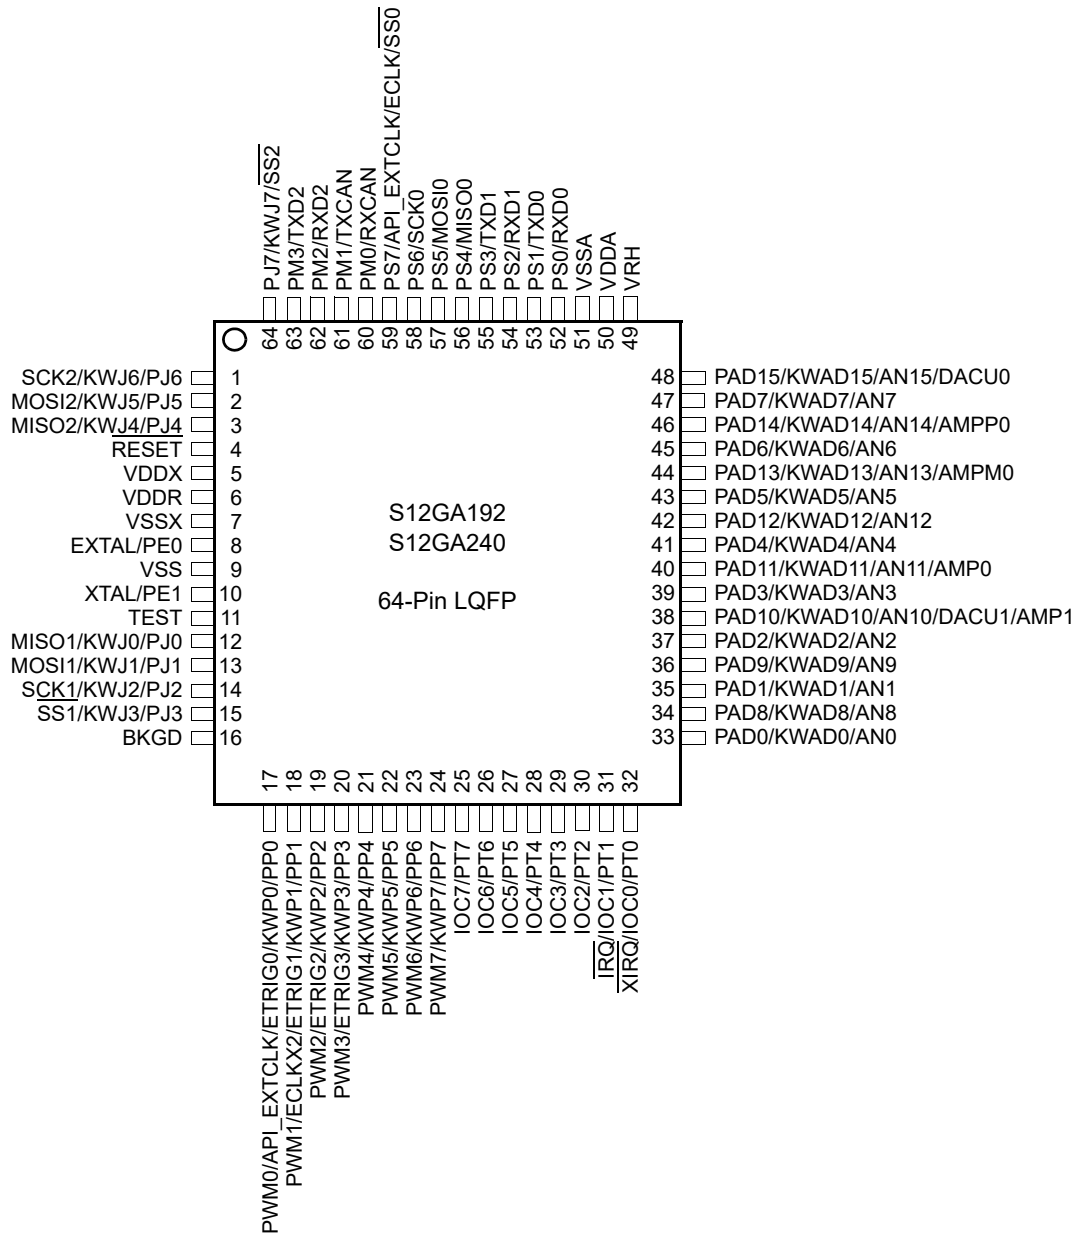 PJ7/KWJ7/SS2
PM3/TXD2
PM2/RXD2
PM1/TXCAN
PM0/RXCAN
PS7/API_EXTCLK/ECLK/SS0
PS6/SCK0
PS5/MOSI0
PS4/MISO0
PS3/TXD1
PS2/RXD1
PS1/TXD0
PS0/RXD0
VSSA
VDDA
VRH
64
63
62
61
60
59
58
57
56
55
54
53
52
51
50
49
SCK2/KWJ6/PJ6 1
MOSI2/KWJ5/PJ5 2
MISO2/KWJ4/PJ4 3
RESET 4
VDDX 5
VDDR 6
VSSX 7
EXTAL/PE0 8
VSS 9
XTAL/PE1 10
TEST 11
MISO1/KWJ0/PJ0 12
MOSI1/KWJ1/PJ1 13
SCK1/KWJ2/PJ2 14
SS1/KWJ3/PJ3 15
BKGD 16
S12GA192
S12GA240
64-Pin LQFP
48 PAD15/KWAD15/AN15/DACU0
47 PAD7/KWAD7/AN7
46 PAD14/KWAD14/AN14/AMPP0
45 PAD6/KWAD6/AN6
44 PAD13/KWAD13/AN13/AMPM0
43 PAD5/KWAD5/AN5
42 PAD12/KWAD12/AN12
41 PAD4/KWAD4/AN4
40 PAD11/KWAD11/AN11/AMP0
39 PAD3/KWAD3/AN3
38 PAD10/KWAD10/AN10/DACU1/AMP1
37 PAD2/KWAD2/AN2
36 PAD9/KWAD9/AN9
35 PAD1/KWAD1/AN1
34 PAD8/KWAD8/AN8
33 PAD0/KWAD0/AN0
17
18
19
20
21
22
23
24
25
26
27
28
29
30
31
32
PWM0/API_EXTCLK/ETRIG0/KWP0/PP0
PWM1/ECLKX2/ETRIG1/KWP1/PP1
PWM2/ETRIG2/KWP2/PP2
PWM3/ETRIG3/KWP3/PP3
PWM4/KWP4/PP4
PWM5/KWP5/PP5
PWM6/KWP6/PP6
PWM7/KWP7/PP7
IOC7/PT7
IOC6/PT6
IOC5/PT5
IOC4/PT4
IOC3/PT3
IOC2/PT2
IRQ/IOC1/PT1
XIRQ/IOC0/PT0